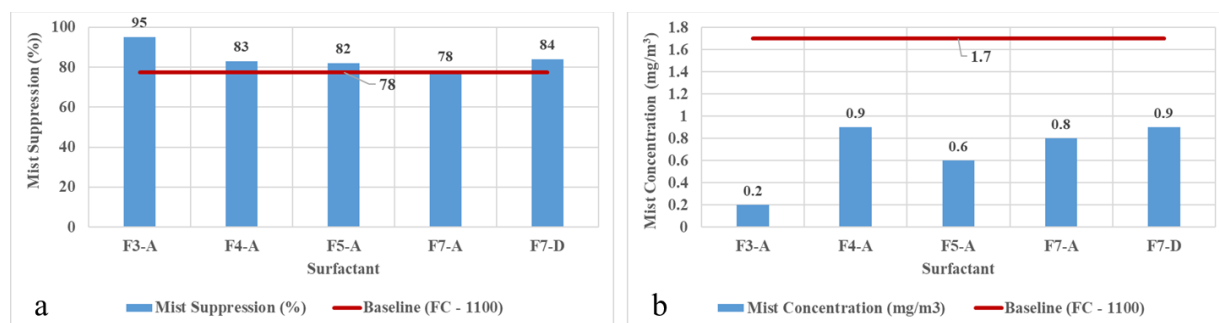 Mist Suppression (%))
100
80
60
40
20
0
95
83
82
78
84
78
F3-A F4-A F5-A F7-A F7-D
Surfactant
Mist Suppression (%) Baseline (FC - 1100)
a
Mist Concentration (mg/m³)
1.8
1.6
1.4
1.2
1
0.8
0.6
0.4
0.2
0
1.7
0.2
0.9
0.6
0.8
0.9
F3-A F4-A F5-A F7-A F7-D
Surfactant
Mist Concentration (mg/m3) Baseline (FC - 1100)
b